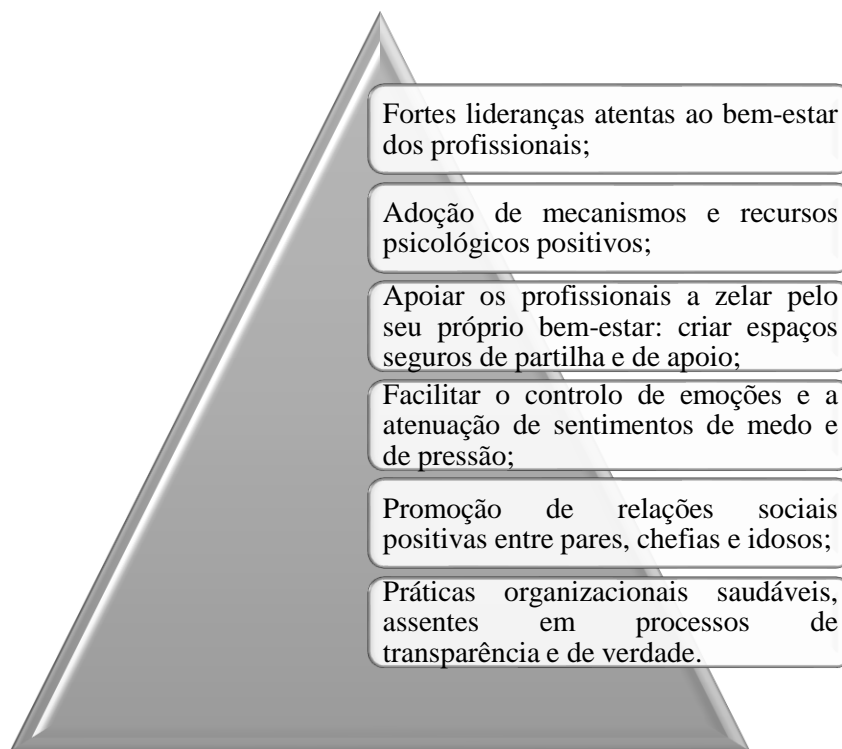 Fortes lideranças atentas ao bem-estar
dos profissionais;
Adoção de mecanismos e recursos
psicológicos positivos;
Apoiar os profissionais a zelar pelo
seu próprio bem-estar: criar espaços
seguros de partilha e de apoio;
Facilitar o controlo de emoções e a
atenuação de sentimentos de medo e
de pressão;
Promoção de relações sociais
positivas entre pares, chefias e idosos;
Práticas organizacionais saudáveis,
assentes em processos de
transparência e de verdade.